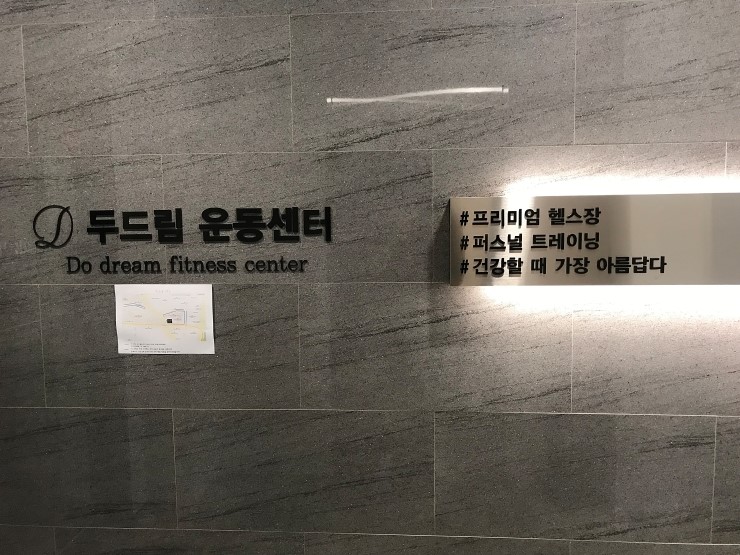 D 두드림 운동센터
Do dream fitness center
#프리미엄 헬스장
#퍼스널 트레이닝
#건강할 때 가장 아름답다